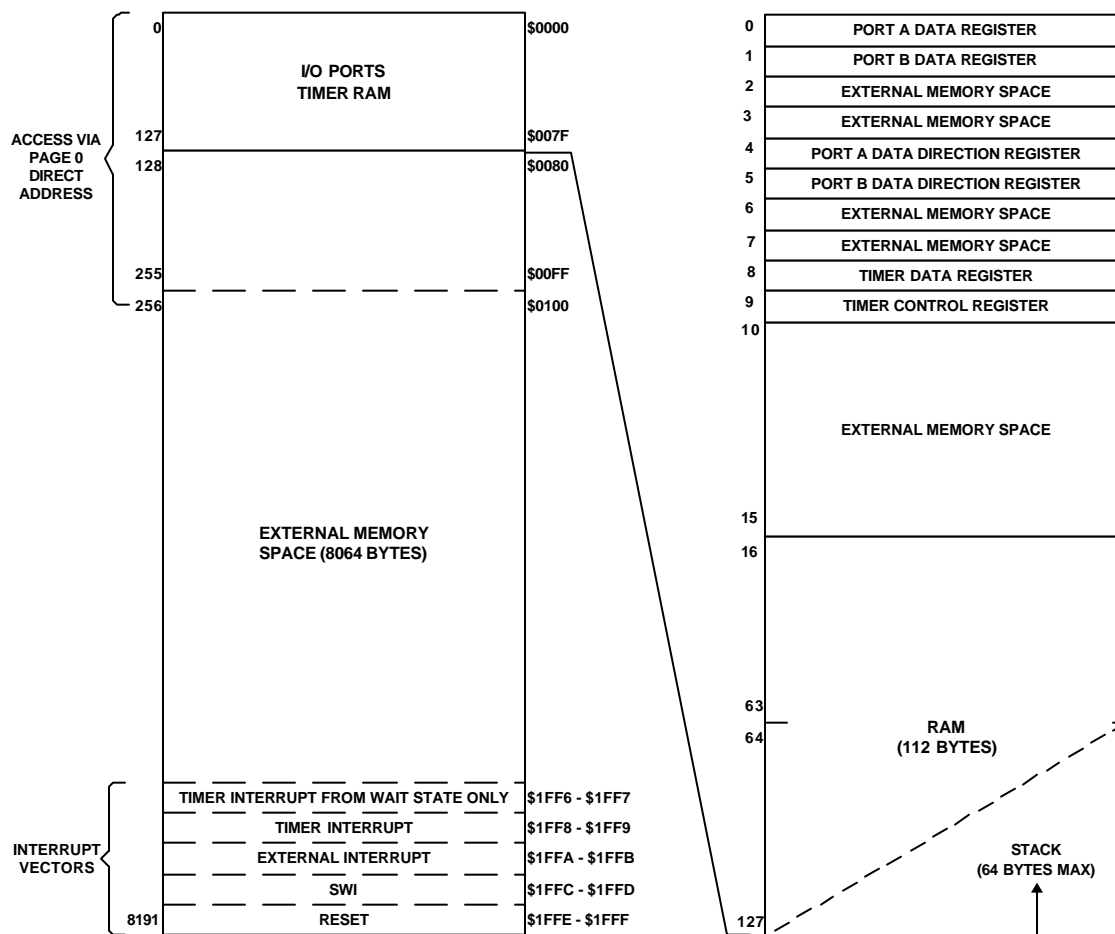 0
$0000
I/O PORTS
TIMER RAM
127
$007F
ACCESS VIA
PAGE 0
DIRECT
ADDRESS
128
$0080
255
$00FF
256
$0100
EXTERNAL MEMORY
SPACE (8064 BYTES)
INTERRUPT
VECTORS
TIMER INTERRUPT FROM WAIT STATE ONLY
$1FF6 - $1FF7
TIMER INTERRUPT
$1FF8 - $1FF9
EXTERNAL INTERRUPT
$1FFA - $1FFB
SWI
$1FFC - $1FFD
8191
RESET
$1FFE - $1FFF
0
PORT A DATA REGISTER
1
PORT B DATA REGISTER
2
EXTERNAL MEMORY SPACE
3
EXTERNAL MEMORY SPACE
4
PORT A DATA DIRECTION REGISTER
5
PORT B DATA DIRECTION REGISTER
6
EXTERNAL MEMORY SPACE
7
EXTERNAL MEMORY SPACE
8
TIMER DATA REGISTER
9
TIMER CONTROL REGISTER
10
EXTERNAL MEMORY SPACE
15
16
63
64
RAM
(112 BYTES)
STACK
(64 BYTES MAX)
127